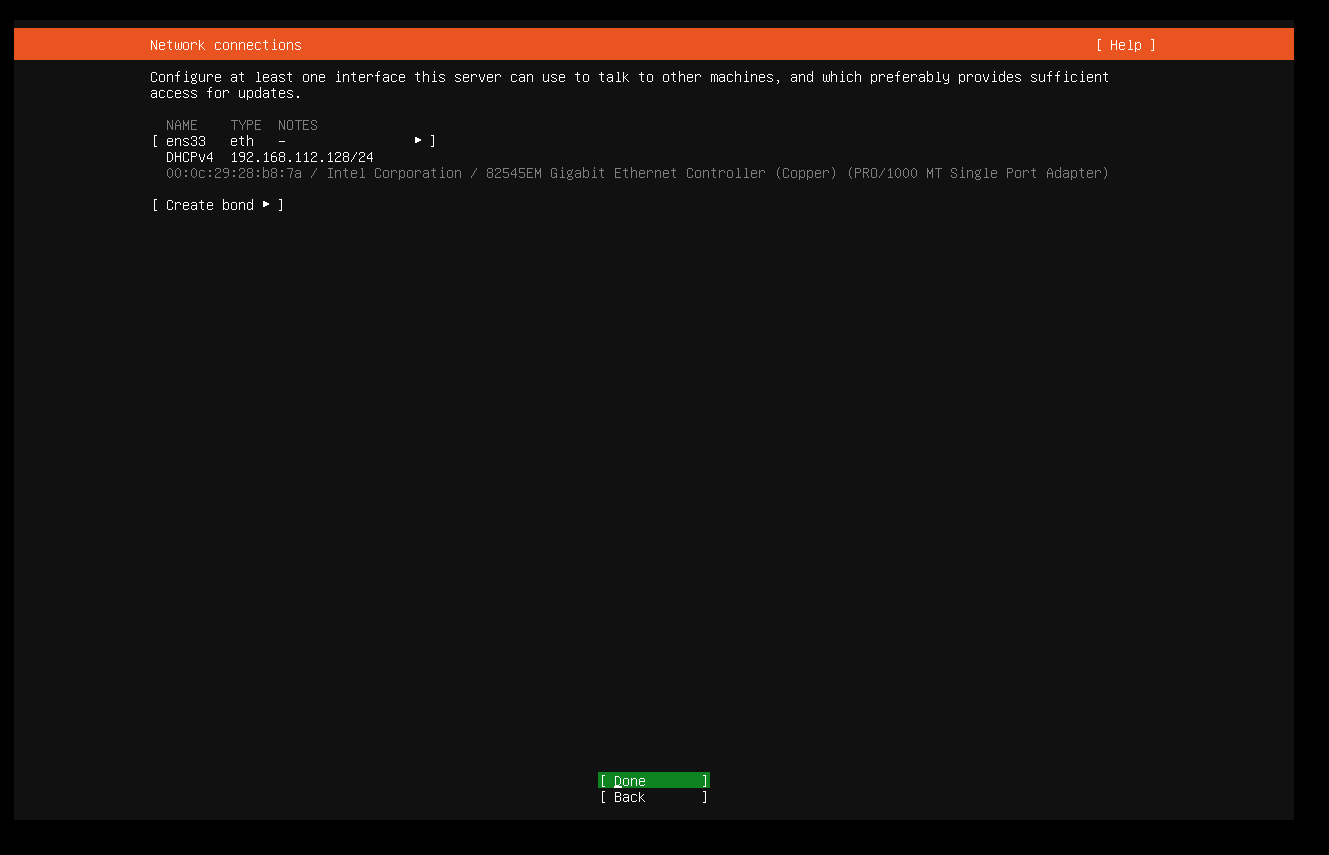 Network connections [ Help ]
Configure at least one interface this server can use to talk to other machines, and which preferably provides sufficient
access for updates.
NAME TYPE NOTES
[ ens33 eth – ▸ ]
DHCPv4 192.168.112.128/24
00:0c:29:28:b8:7a / Intel Corporation / 82545EM Gigabit Ethernet Controller (Copper) (PRO/1000 MT Single Port Adapter)
[ Create bond ▸ ]
[ Done ]
[ Back ]